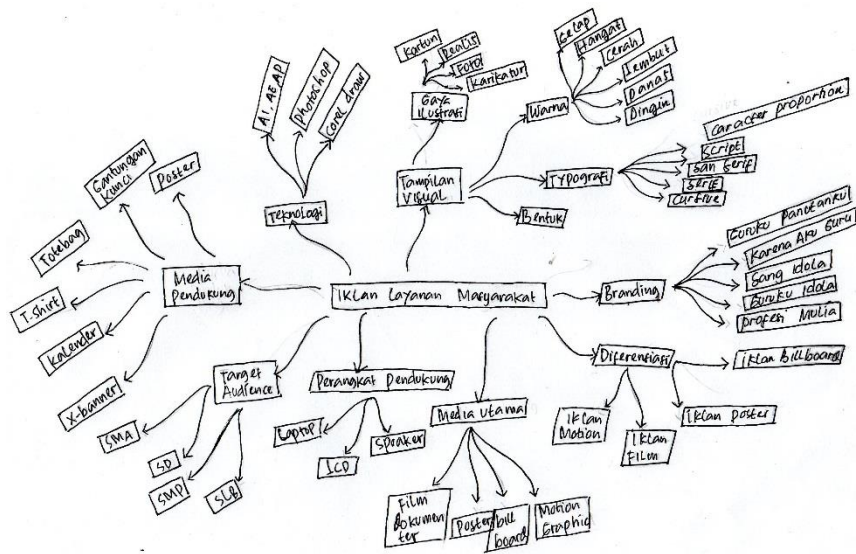 Gelap
Hangat
Cerah
Lembut
Panas
Dingin
Warna
Kartun
Realis
Foto
Karikatur
Gaya
Ilustrasi
AI, AE, AP
Photoshop
Corel draw
Teknologi
Tampilan
Visual
Typografi
Caracter proportion
Script
San Serif
Serif
Curfive
Bentuk
Gantungan
Kunci
Poster
Totebag
T-shirt
Kalender
X-banner
Media
Pendukung
Iklan Layanan Masyarakat
Branding
Guruku Panutanku
Karena Aku Guru
Sang Idola
Guruku Idola
Profesi Mulia
Diferensiasi
iklan billboard
Iklan Poster
Iklan
Film
Iklan
Motion
Target
Audience
SMA
SD
SMP
SLB
Perangkat Pendukung
Laptop
LCD
Speaker
Media Utama
Film
Dokume
nter
Poster
bill
board
Motion
Graphic